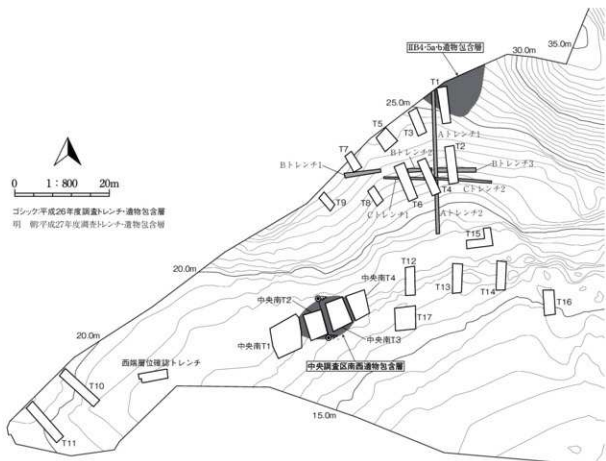 35.0m
30.0m
ⅡB4·5a·b遺物包含層
T1
25.0m
T5
T3
Aトレンチ1
Bトレンチ2
T7
T2
Bトレンチ1
Bトレンチ3
T8
T6
T4
Cトレンチ2
T9
Cトレンチ1
Aトレンチ2
0 1：800 20m
ゴシック:平成26年度調査トレンチ・遺物包含層
明　朝:平成27年度調査トレンチ・遺物包含層
T15
20.0m
T12
中央南T4
T13
T14
中央南T2
T16
T17
20.0m
中央南T1
中央南T3
西端層位確認トレンチ
中央調査区南西遺物包含層
T10
15.0m
T11